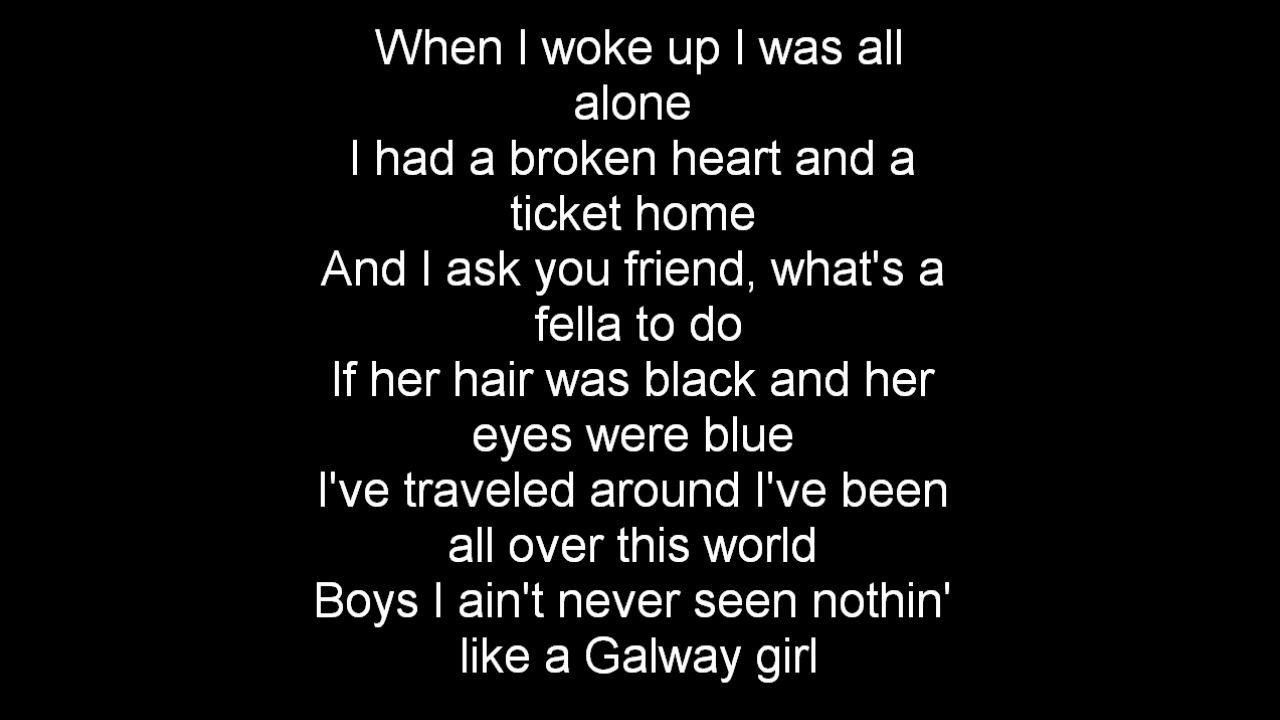 When I woke up I was all
alone
I had a broken heart and a
ticket home
And I ask you friend, what's a
fella to do
If her hair was black and her
eyes were blue
I've traveled around I've been
all over this world
Boys I ain't never seen nothin'
like a Galway girl